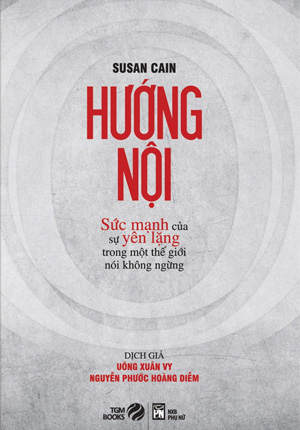 SUSAN CAIN
HƯỚNG
NỘI
Sức mạnh của
sự yên lặng
trong một thế giới
nói không ngừng
DỊCH GIẢ
UÔNG XUÂN VY
NGUYỄN PHƯỚC HOÀNG DIỄM
TGM
BOOKS
PN
NXB
PHỤ NỮ